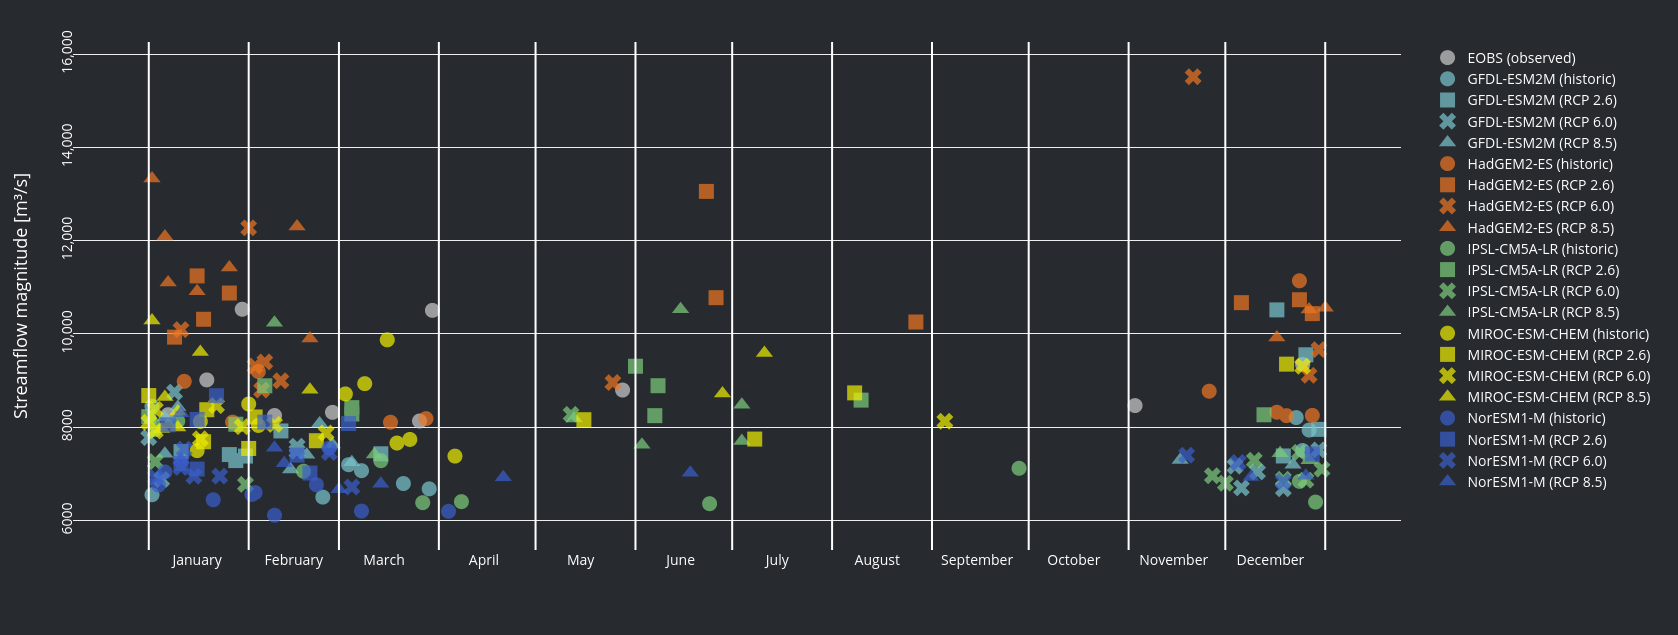 Streamflow magnitude [m³/s]
16,000
14,000
12,000
10,000
8000
6000
January February March April May June July August September October November December
EOBS (observed)
GFDL-ESM2M (historic)
GFDL-ESM2M (RCP 2.6)
GFDL-ESM2M (RCP 6.0)
GFDL-ESM2M (RCP 8.5)
HadGEM2-ES (historic)
HadGEM2-ES (RCP 2.6)
HadGEM2-ES (RCP 6.0)
HadGEM2-ES (RCP 8.5)
IPSL-CM5A-LR (historic)
IPSL-CM5A-LR (RCP 2.6)
IPSL-CM5A-LR (RCP 6.0)
IPSL-CM5A-LR (RCP 8.5)
MIROC-ESM-CHEM (historic)
MIROC-ESM-CHEM (RCP 2.6)
MIROC-ESM-CHEM (RCP 6.0)
MIROC-ESM-CHEM (RCP 8.5)
NorESM1-M (historic)
NorESM1-M (RCP 2.6)
NorESM1-M (RCP 6.0)
NorESM1-M (RCP 8.5)